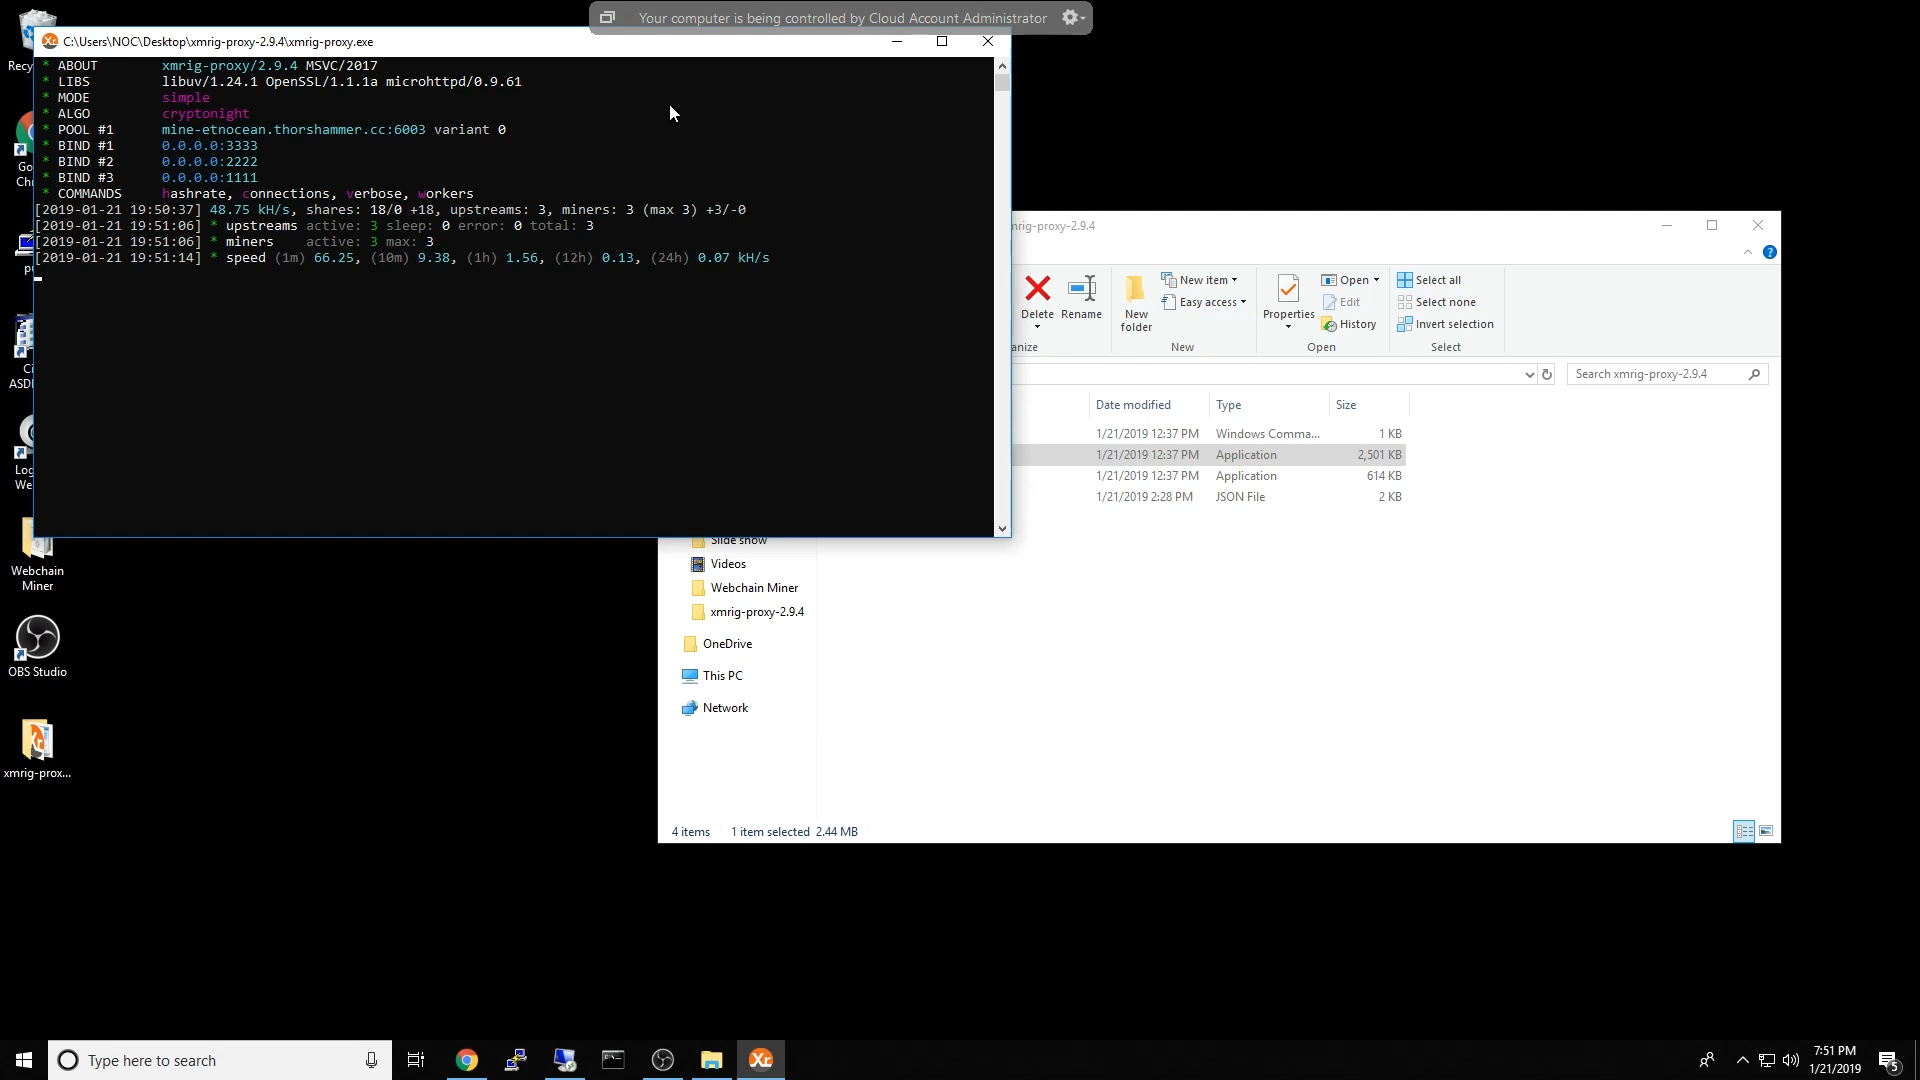 Your computer is being controlled by Cloud Account Administrator
C:\Users\NOC\Desktop\xmrig-proxy-2.9.4\xmrig-proxy.exe
* ABOUT xmrig-proxy/2.9.4 MSVC/2017
* LIBS libuv/1.24.1 OpenSSL/1.1.1a microhttpd/0.9.61
* MODE simple
* ALGO cryptonight
* POOL #1 mine-etnocean.thorshammer.cc:6003 variant 0
* BIND #1 0.0.0.0:3333
* BIND #2 0.0.0.0:2222
* BIND #3 0.0.0.0:1111
* COMMANDS hashrate, connections, verbose, workers
[2019-01-21 19:50:37] 48.75 kH/s, shares: 18/0 +18, upstreams: 3, miners: 3 (max 3) +3/-0
[2019-01-21 19:51:06] * upstreams active: 3 sleep: 0 error: 0 total: 3
[2019-01-21 19:51:06] * miners active: 3 max: 3
[2019-01-21 19:51:14] * speed (1m) 66.25, (10m) 9.38, (1h) 1.56, (12h) 0.13, (24h) 0.07 kH/s
Recy
Go
Ch
pu
Ci
ASD
Log
We
Webchain
Miner
OBS Studio
xmrig-prox...
mrig-proxy-2.9.4
Delete
Rename
New
folder
New item
Easy access
Properties
Open
Edit
History
Select all
Select none
Invert selection
anize
New
Open
Select
Search xmrig-proxy-2.9.4
Date modified Type Size
1/21/2019 12:37 PM Windows Comma... 1 KB
1/21/2019 12:37 PM Application 2,501 KB
1/21/2019 12:37 PM Application 614 KB
1/21/2019 2:28 PM JSON File 2 KB
Slide show
Videos
Webchain Miner
xmrig-proxy-2.9.4
OneDrive
This PC
Network
4 items 1 item selected 2.44 MB
Type here to search
7:51 PM
1/21/2019
5